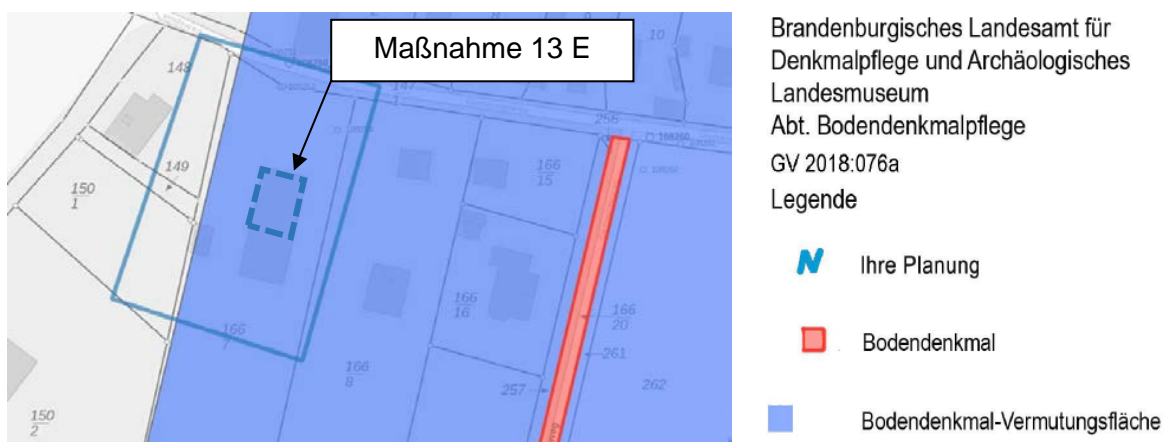 Maßnahme 13 E
10
148
147
1
256
168260
149
150
1
166
15
166
7
166
16
166
20
166
8
261
257
262
150
2
Brandenburgisches Landesamt für
Denkmalpflege und Archäologisches
Landesmuseum
Abt. Bodendenkmalpflege
GV 2018:076a
Legende
Ihre Planung
Bodendenkmal
Bodendenkmal-Vermutungsfläche